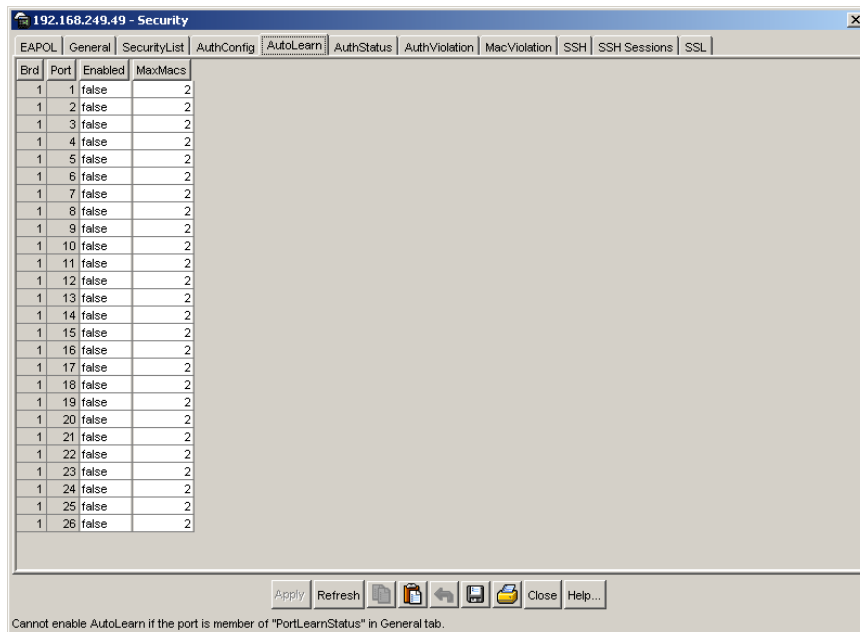 192.168.249.49 - Security
EAPOL General SecurityList AuthConfig AutoLearn AuthStatus AuthViolation MacViolation SSH SSH Sessions SSL
Brd Port Enabled MaxMacs
1 1 false 2
1 2 false 2
1 3 false 2
1 4 false 2
1 5 false 2
1 6 false 2
1 7 false 2
1 8 false 2
1 9 false 2
1 10 false 2
1 11 false 2
1 12 false 2
1 13 false 2
1 14 false 2
1 15 false 2
1 16 false 2
1 17 false 2
1 18 false 2
1 19 false 2
1 20 false 2
1 21 false 2
1 22 false 2
1 23 false 2
1 24 false 2
1 25 false 2
1 26 false 2
Apply Refresh Close Help...
Cannot enable AutoLearn if the port is member of "PortLearnStatus" in General tab.